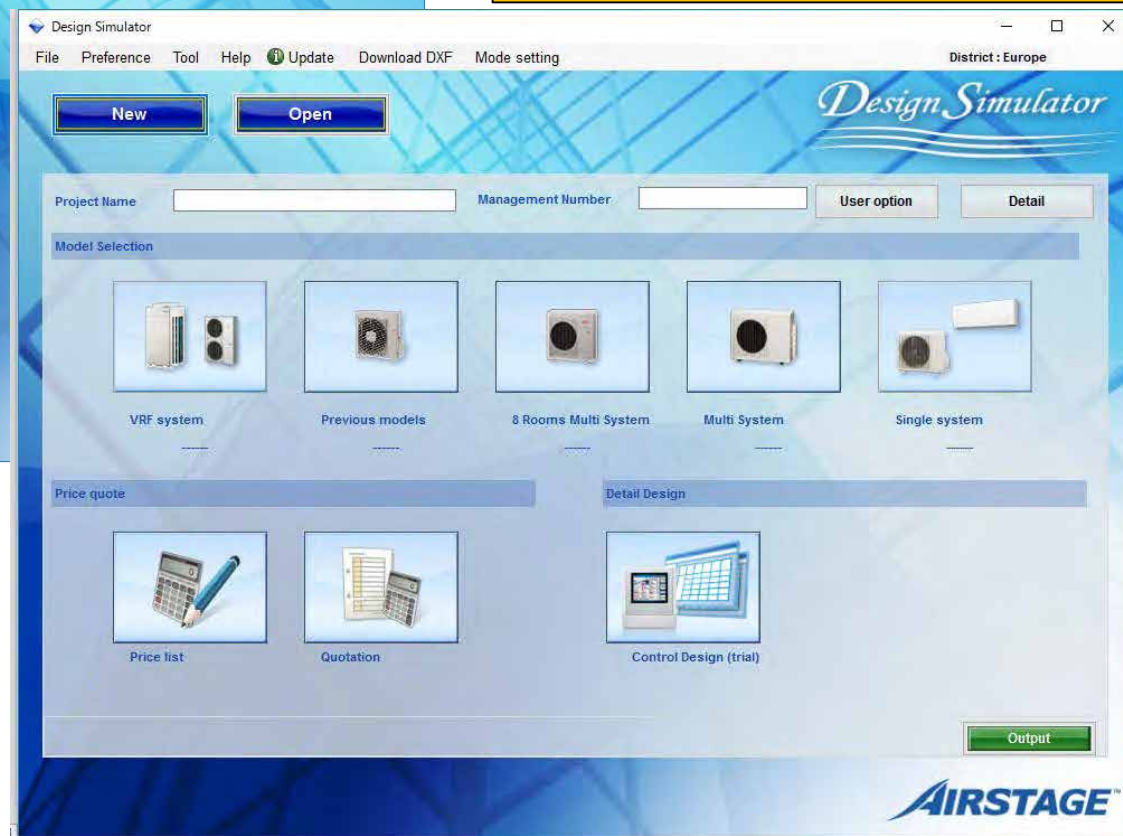 Design Simulator
File Preference Tool Help Update Download DXF Mode setting
District : Europe
New Open
Design Simulator
Project Name Management Number User option Detail
Model Selection
VRF system Previous models 8 Rooms Multi System Multi System Single system
------ ------ ------ ------ ------
Price quote Detail Design
Price list Quotation Control Design (trial)
Output
AIRSTAGE™